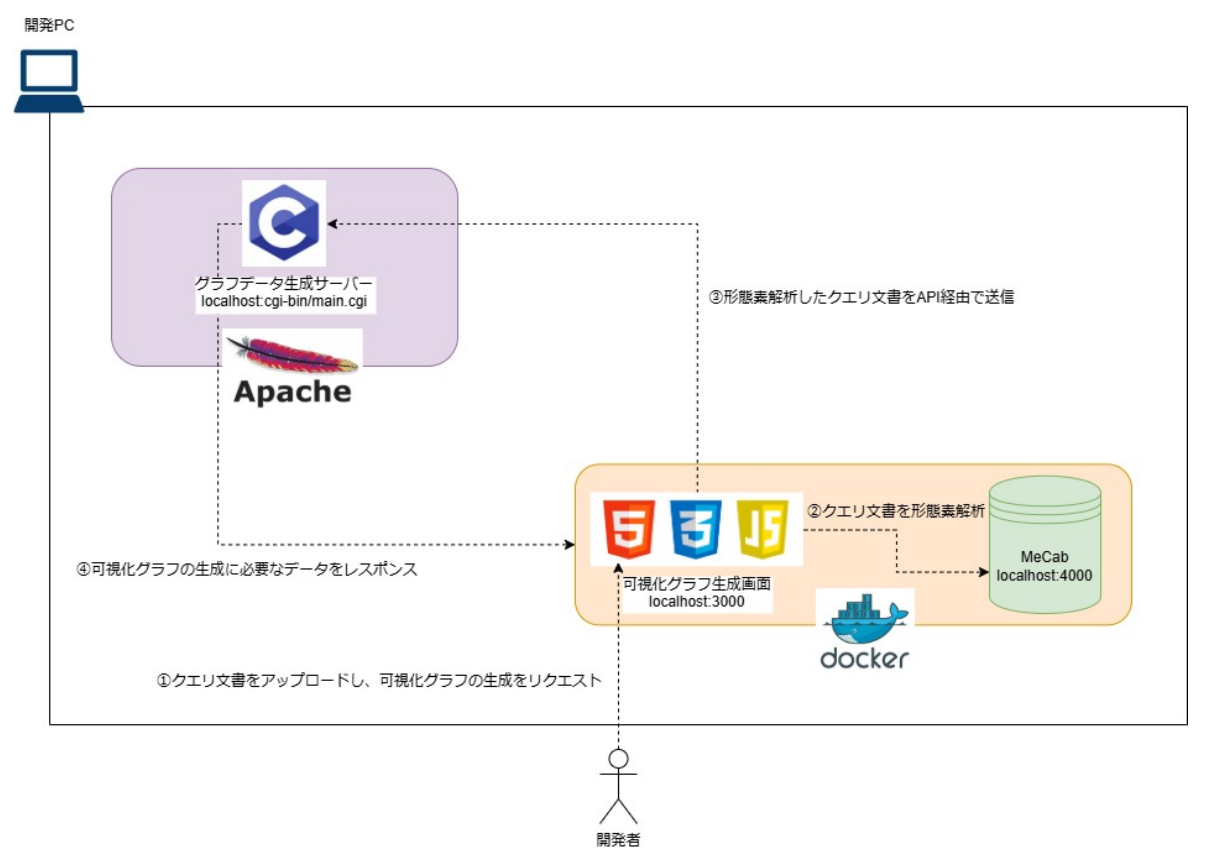 開発PC
グラフデータ生成サーバー
localhost:cgi-bin/main.cgi
Apache
③形態素解析したクエリ文書をAPI経由で送信
②クエリ文書を形態素解析
5
3
JS
MeCab
localhost:4000
可視化グラフ生成画面
localhost:3000
docker
④可視化グラフの生成に必要なデータをレスポンス
①クエリ文書をアップロードし、可視化グラフの生成をリクエスト
開発者
C